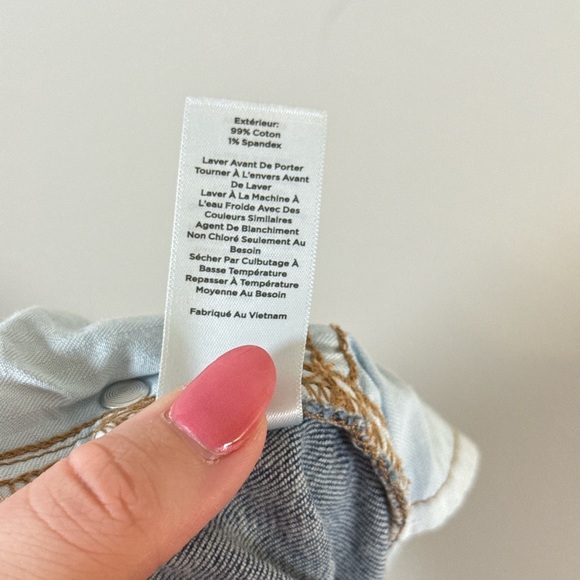 Extérieur:
99% Coton
1% Spandex
Laver Avant De Porter
Tourner À L'envers Avant
De Laver
Laver À La Machine À
L'eau Froide Avec Des
Couleurs Similaires
Agent De Blanchiment
Non Chloré Seulement Au
Besoin
Sécher Par Culbutage À
Basse Température
Repasser À Température
Moyenne Au Besoin
Fabriqué Au Vietnam